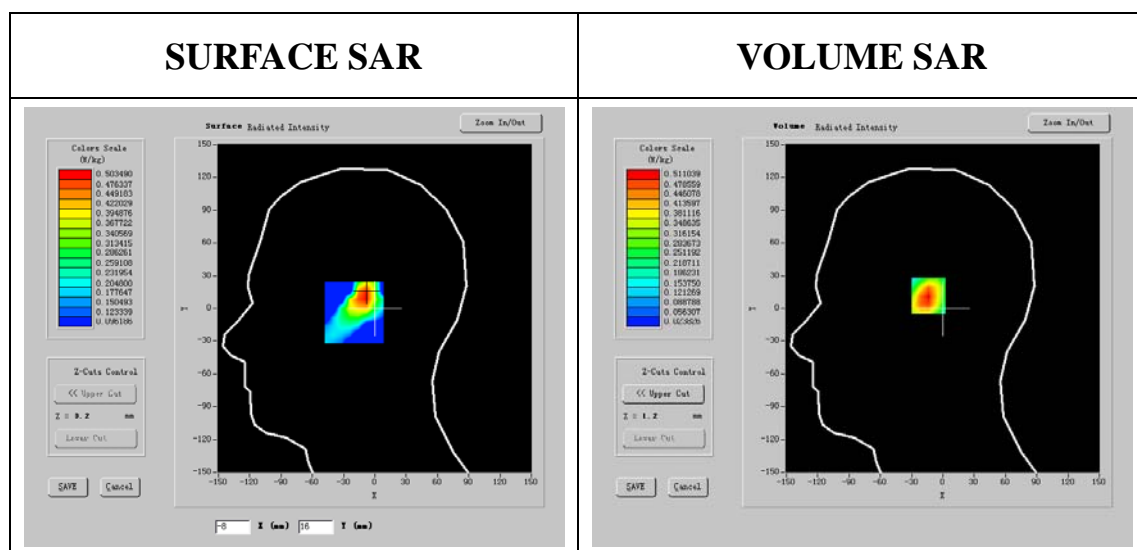 SURFACE SAR
VOLUME SAR
Surface Radiated Intensity
Zoom In/Out
Colors Scale
(W/kg)
0.503490
0.476337
0.449183
0.422029
0.394876
0.367722
0.340569
0.313415
0.286261
0.259108
0.231954
0.204800
0.177647
0.150493
0.123339
0.096186
150
120
90
60
30
0
-30
-60
-90
-120
-150
Y
-150 -120 -90 -60 -30 0 30 60 90 120 150
X
Z-Cuts Control
<< Upper Cut
Lower Cut
SAVE Cancel
-8 X (mm) 16 Y (mm)
Volume Radiated Intensity
Zoom In/Out
Colors Scale
(W/kg)
0.511039
0.478559
0.446078
0.413597
0.381116
0.348635
0.316154
0.283673
0.251192
0.218711
0.186231
0.153750
0.121269
0.088788
0.056307
0.023826
150
120
90
60
30
0
-30
-60
-90
-120
-150
Y
-150 -120 -90 -60 -30 0 30 60 90 120 150
X
Z-Cuts Control
<< Upper Cut
Lower Cut
SAVE Cancel